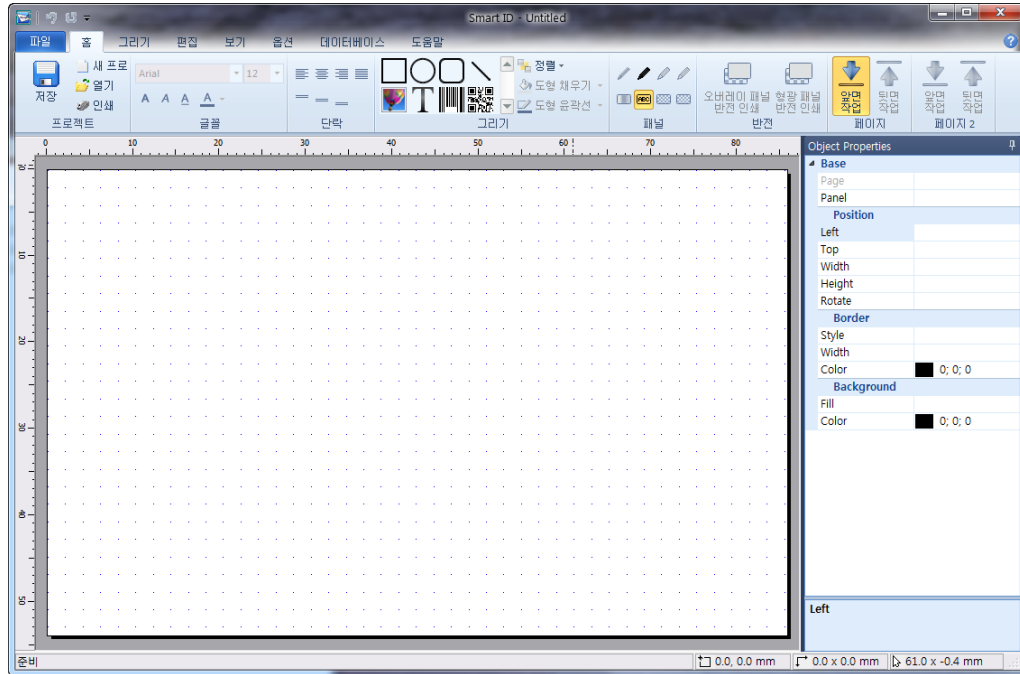 Smart ID - Untitled
파일 홈 그리기 편집 보기 옵션 데이터베이스 도움말
저장
새 프로
열기
인쇄
프로젝트
Arial 12
A A A A
글꼴
단락
T
정렬
도형 채우기
도형 윤곽선
그리기
ABC
패널
오버레이 패널
반전 인쇄
형광 패널
반전 인쇄
반전
앞면
작업
뒷면
작업
페이지
앞면
작업
뒷면
작업
페이지 2
0 10 20 30 40 50 60 70 80
0
10
20
30
40
50
Object Properties
Base
Page
Panel
Position
Left
Top
Width
Height
Rotate
Border
Style
Width
Color 0; 0; 0
Background
Fill
Color 0; 0; 0
Left
준비
0.0, 0.0 mm
0.0 x 0.0 mm
61.0 x -0.4 mm